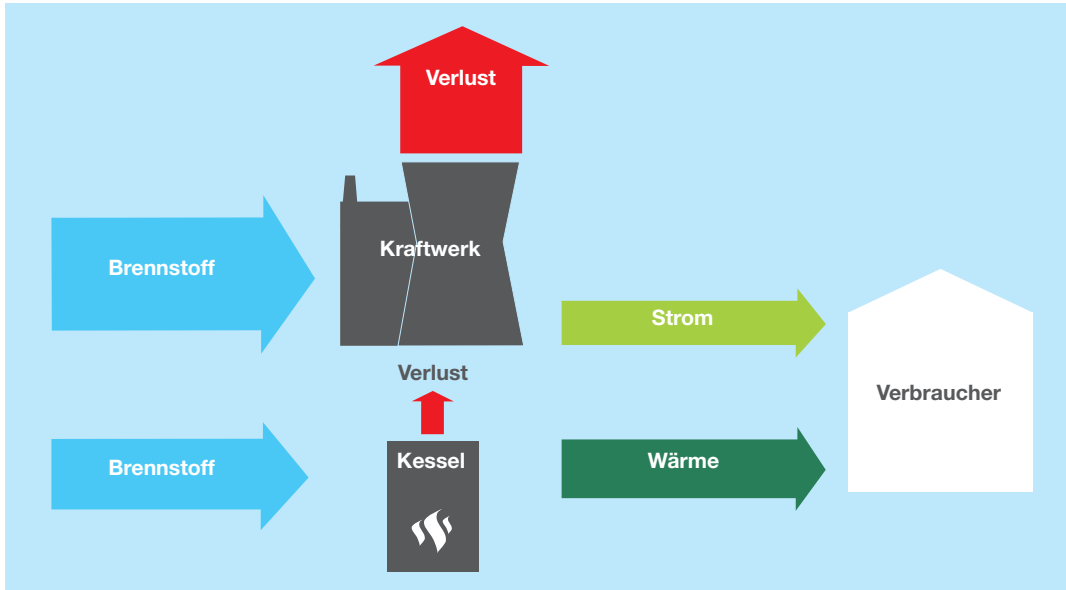 Verlust
Brennstoff
Kraftwerk
Strom
Verlust
Verbraucher
Brennstoff
Kessel
Wärme